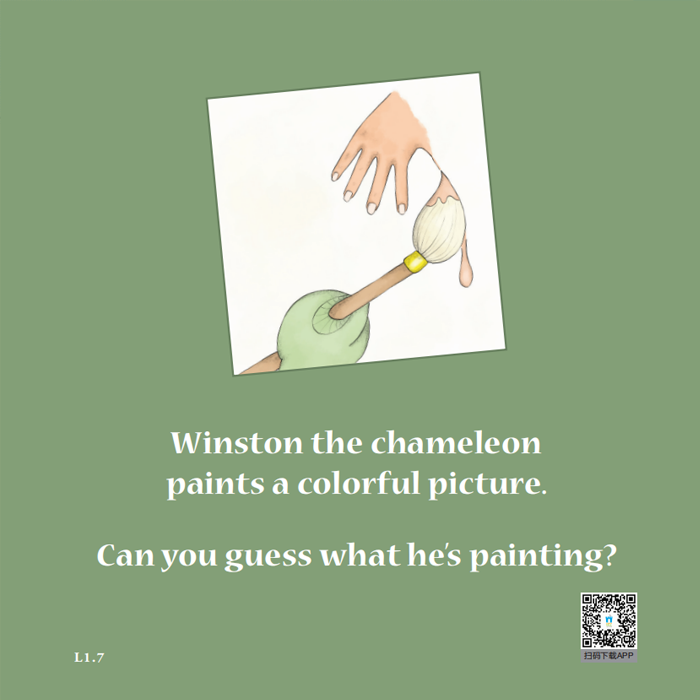 Winston the chameleon
paints a colorful picture.
Can you guess what he's painting?
L1.7
扫码下载APP